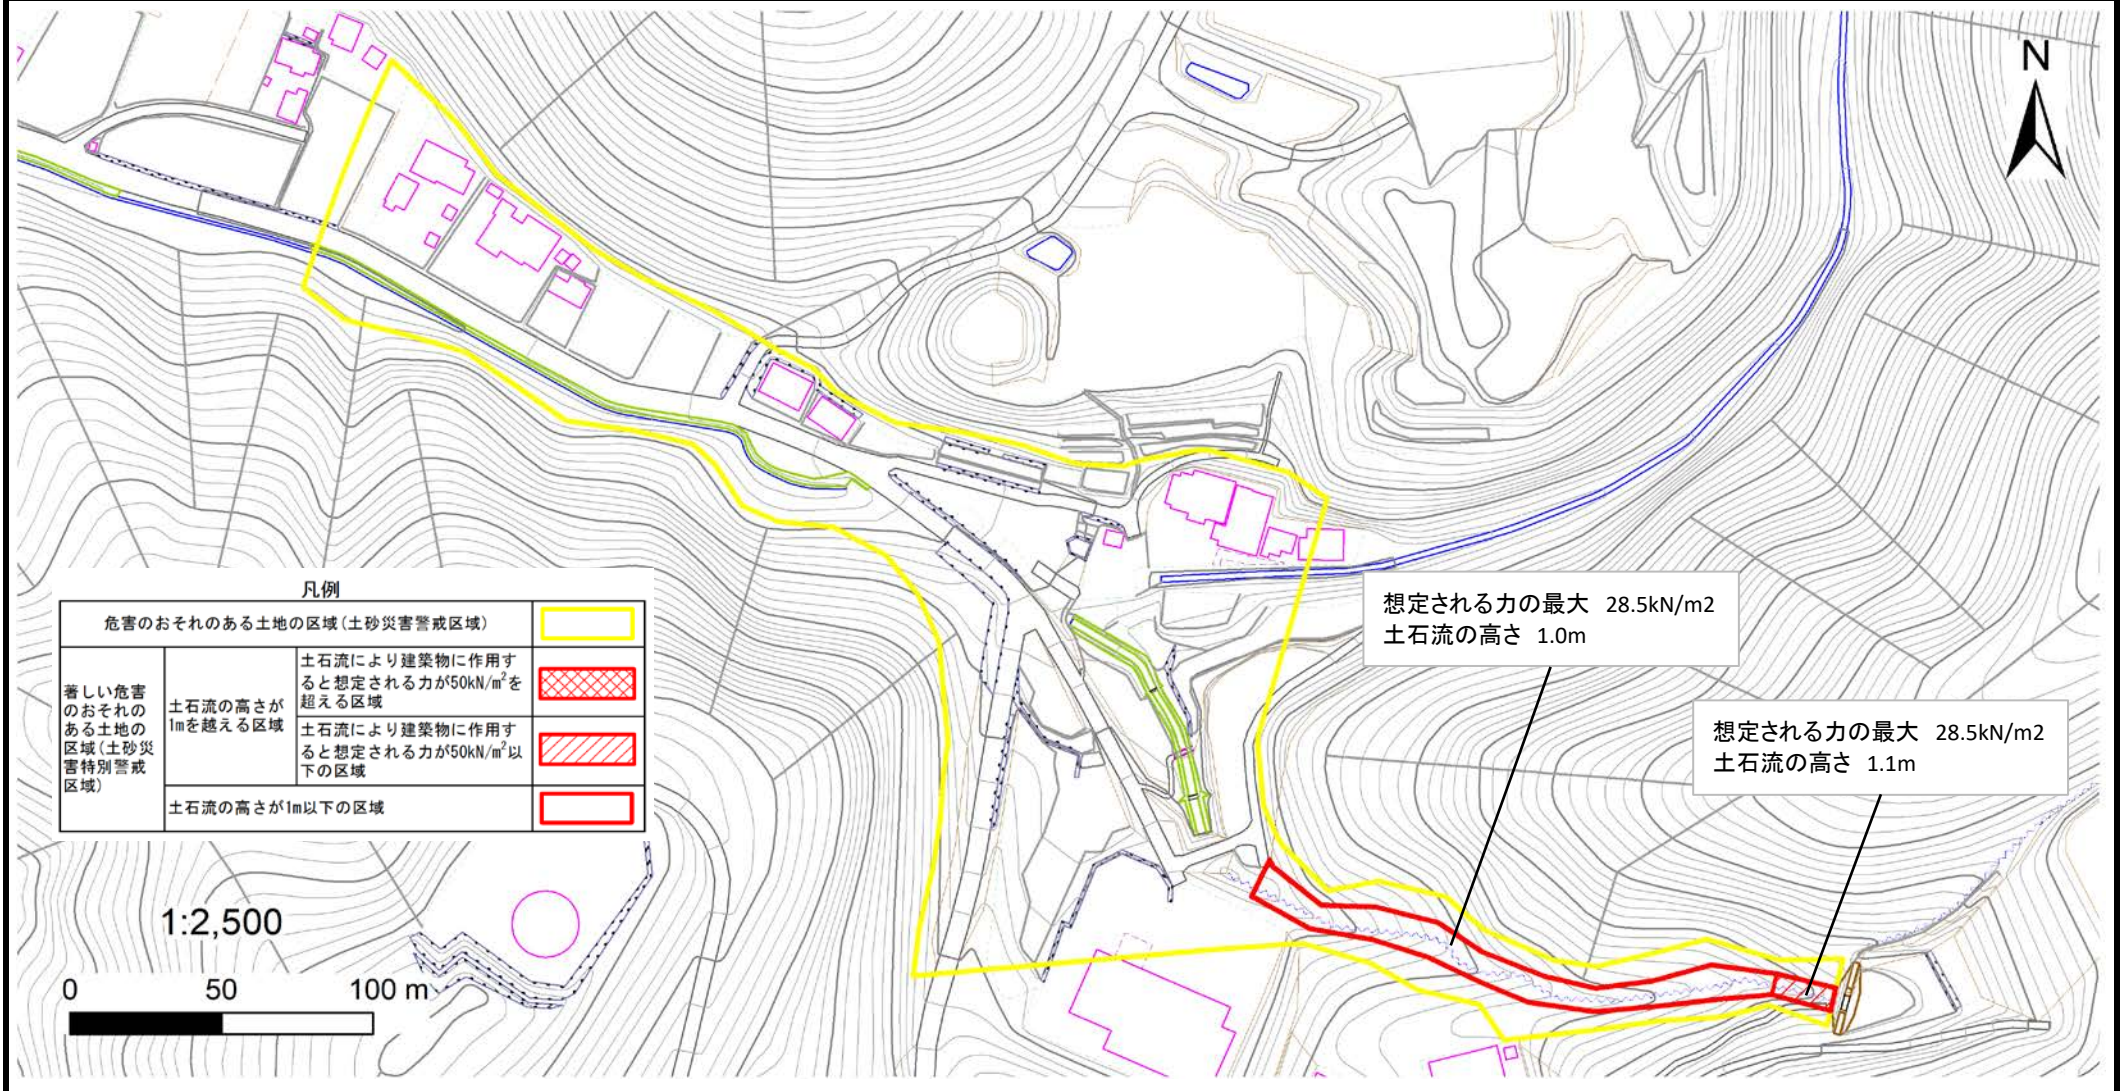 N
想定される力の最大 28.5kN/m2
土石流の高さ 1.0m
想定される力の最大 28.5kN/m2
土石流の高さ 1.1m
凡例
危害のおそれのある土地の区域(土砂災害警戒区域)
著しい危害
のおそれの
ある土地の
区域(土砂災
害特別警戒
区域)
土石流の高さが
1mを越える区域
土石流により建築物に作用す
ると想定される力が50kN/m²を
超える区域
土石流により建築物に作用す
ると想定される力が50kN/m²以
下の区域
土石流の高さが1m以下の区域
1:2,500
0 50 100 m